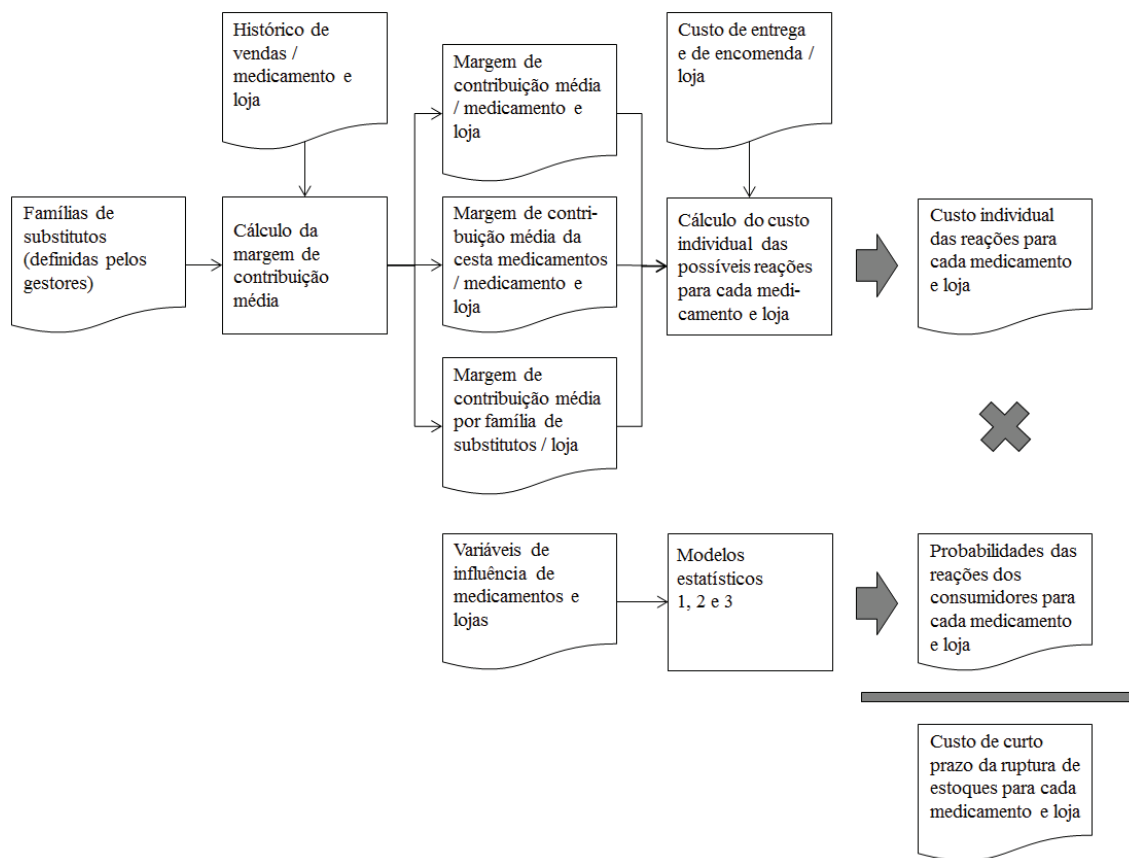 Histórico de
vendas /
medicamento e
loja
Custo de entrega
e de encomenda /
loja
Margem de
contribuição média
/ medicamento e
loja
Famílias de
substitutos
(definidas pelos
gestores)
Cálculo da
margem de
contribuição
média
Margem de contri-
buição média da
cesta medicamentos
/ medicamento e
loja
Cálculo do custo
individual das
possíveis reações
para cada medi-
camento e loja
Custo individual
das reações para
cada medicamento
e loja
Margem de
contribuição média
por família de
substitutos / loja
Variáveis de
influência de
medicamentos e
lojas
Modelos
estatísticos
1, 2 e 3
Probabilidades das
reações dos
consumidores para
cada medicamento
e loja
Custo de curto
prazo da ruptura de
estoques para cada
medicamento e loja